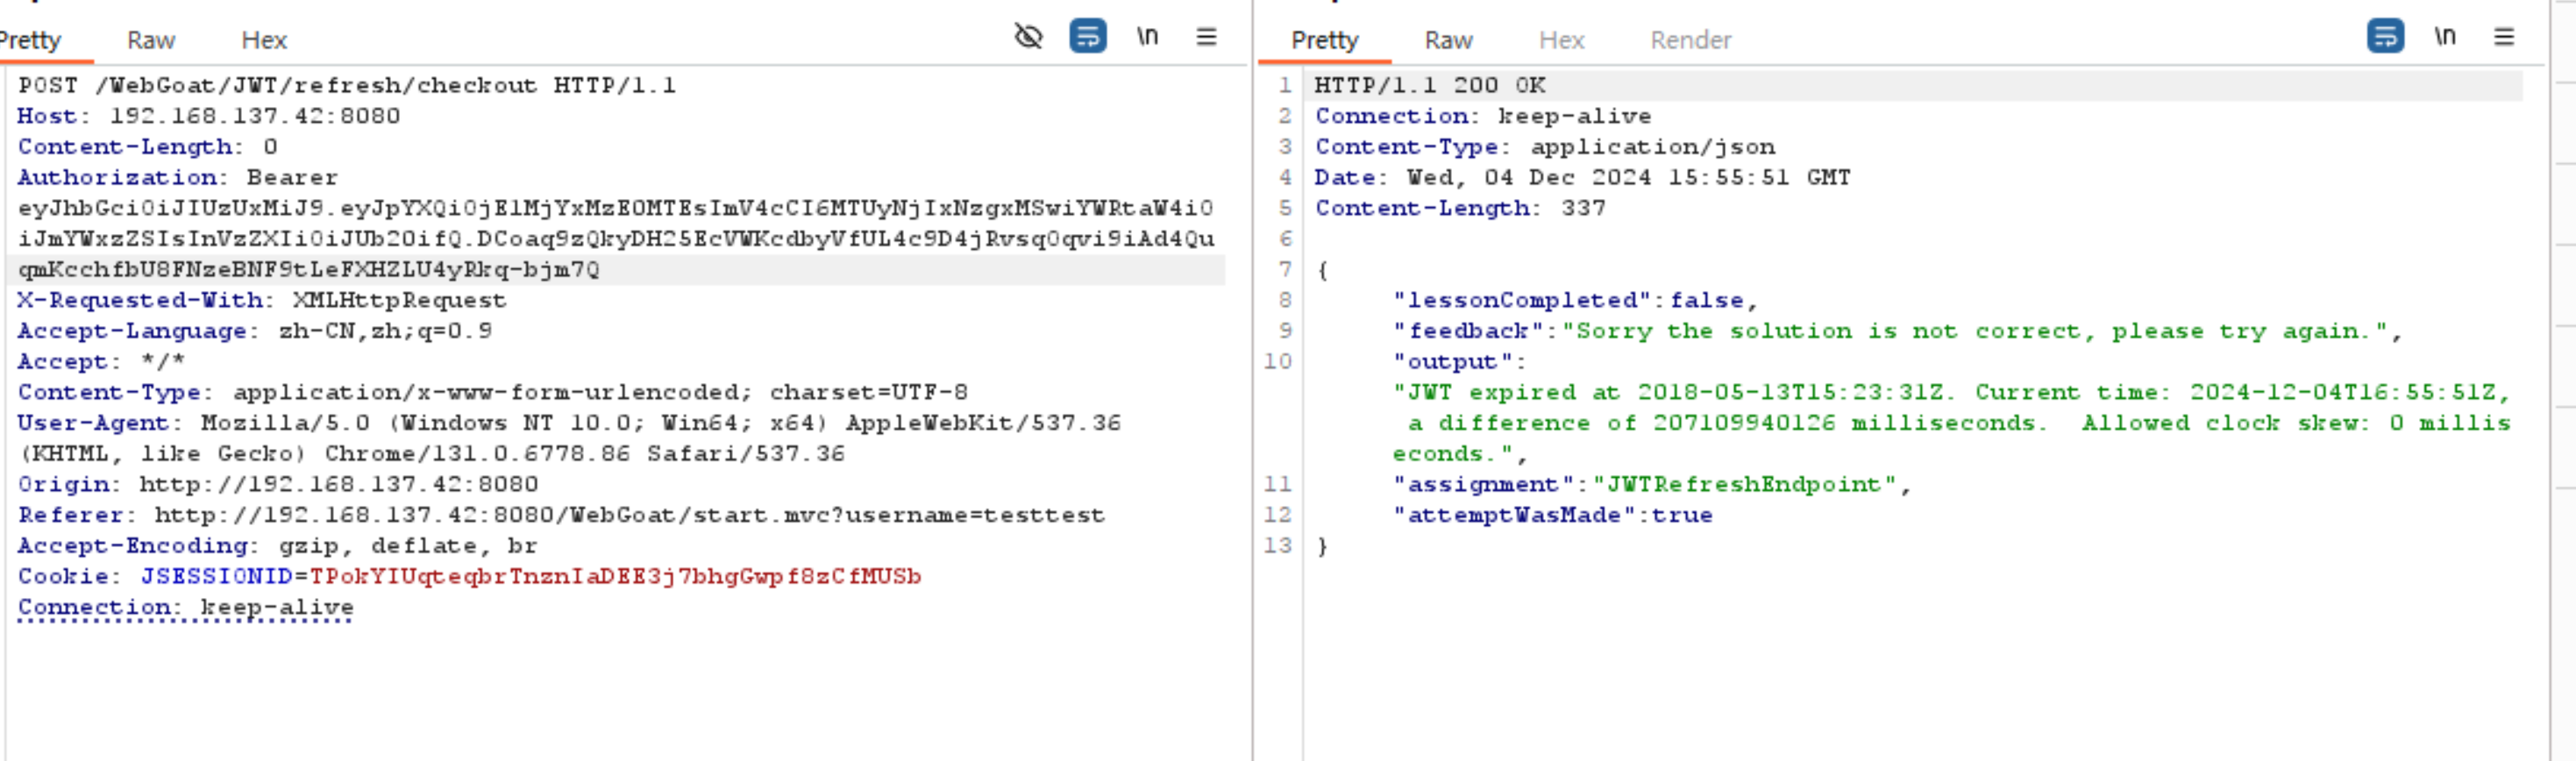 Pretty Raw Hex \n
POST /WebGoat/JWT/refresh/checkout HTTP/1.1
Host: 192.168.137.42:8080
Content-Length: 0
Authorization: Bearer
eyJhbGciOiJIUzUxMiJ9.eyJpYXQiOjE1MjYxMzE0MTEsImV4cCI6MTUyNjIxNzgxMSwiYWRtaW4iO
iJmYWxzZSIsInVzZXIiOiJUb20ifQ.DCoaq9zQkyDH25EcVWKcdbyVfUL4c9D4jRvsqOqvi9iAd4Qu
qmKcchfbU8FNzeBNF9tLeFXHZLU4yRkq-bjm7Q
X-Requested-With: XMLHttpRequest
Accept-Language: zh-CN,zh;q=0.9
Accept: */*
Content-Type: application/x-www-form-urlencoded; charset=UTF-8
User-Agent: Mozilla/5.0 (Windows NT 10.0; Win64; x64) AppleWebKit/537.36
(KHTML, like Gecko) Chrome/131.0.6778.86 Safari/537.36
Origin: http://192.168.137.42:8080
Referer: http://192.168.137.42:8080/WebGoat/start.mvc?username=testtest
Accept-Encoding: gzip, deflate, br
Cookie: JSESSIONID=TPokYIUqteqbrTnznIaDEE3j7bhgGwpf8zCfMUSb
Connection: keep-alive
Pretty Raw Hex Render \n
1 HTTP/1.1 200 OK
2 Connection: keep-alive
3 Content-Type: application/json
4 Date: Wed, 04 Dec 2024 15:55:51 GMT
5 Content-Length: 337
6
7 {
8 "lessonCompleted":false,
9 "feedback":"Sorry the solution is not correct, please try again.",
10 "output":
"JWT expired at 2018-05-13T15:23:31Z. Current time: 2024-12-04T16:55:51Z,
a difference of 207109940126 milliseconds.  Allowed clock skew: 0 millis
econds.",
11 "assignment":"JWTRefreshEndpoint",
12 "attemptWasMade":true
13 }